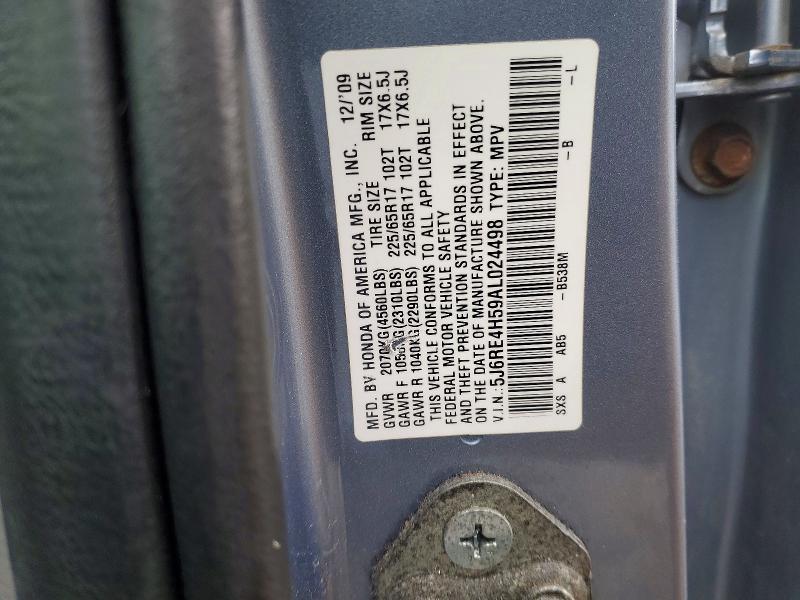 MFD. BY HONDA OF AMERICA MFG., INC. 12/'09
TIRE SIZE RIM SIZE
GVWR 2070KG(4560LBS)
GAWR F 1050KG(2310LBS) 225/65R17 102T 17X6.5J
GAWR R 1040KG(2290LBS) 225/65R17 102T 17X6.5J
THIS VEHICLE CONFORMS TO ALL APPLICABLE
FEDERAL MOTOR VEHICLE SAFETY
AND THEFT PREVENTION STANDARDS IN EFFECT
ON THE DATE OF MANUFACTURE SHOWN ABOVE.
V.I.N.: 5J6RE4H59AL024498 TYPE: MPV
SXS A AB5 – B538M – B – L